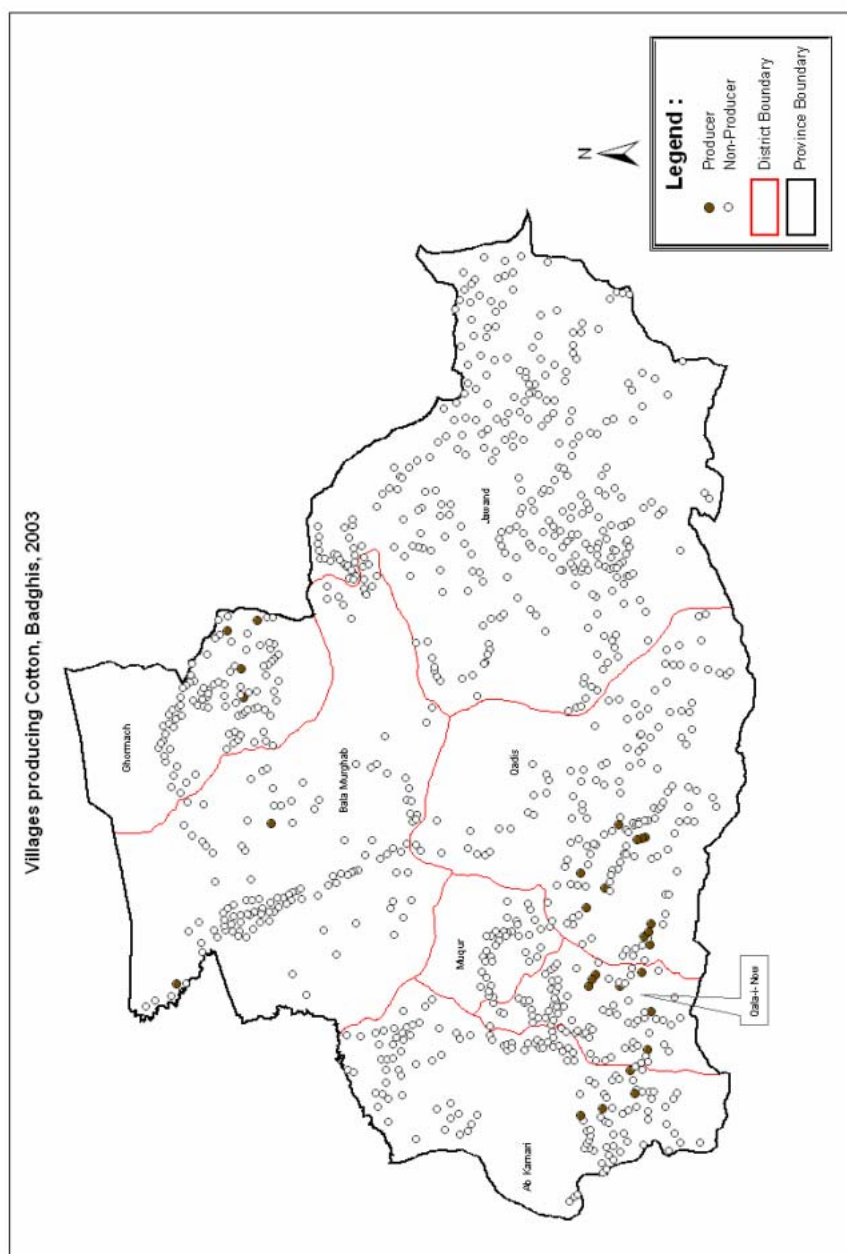 Villages producing Cotton, Badghis, 2003
Ghormach
Bala Murghab
Jawand
Qadis
Muqur
Ab Kamari
Qala-i- Now
N
Legend :
Producer
Non-Producer
District Boundary
Province Boundary